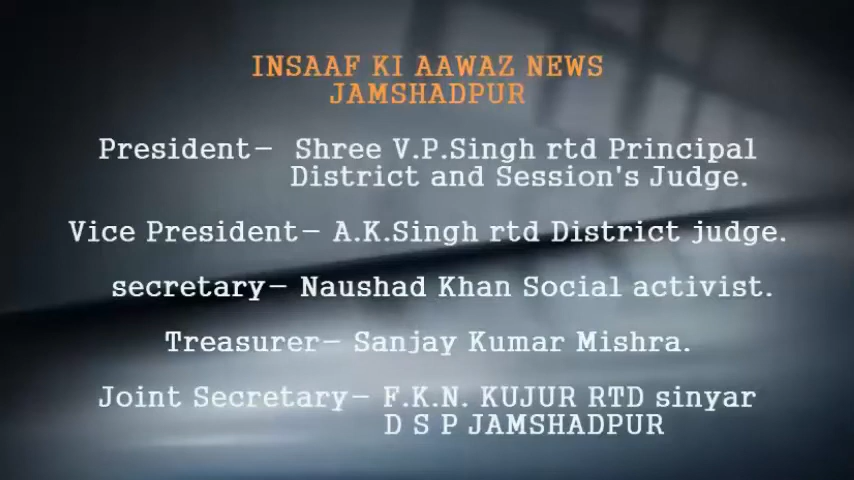 INSAAF KI AAWAZ NEWS
JAMSHADPUR
President- Shree V.P.Singh rtd Principal
District and Session's Judge.
Vice President- A.K.Singh rtd District judge.
secretary- Naushad Khan Social activist.
Treasurer- Sanjay Kumar Mishra.
Joint Secretary- F.K.N. KUJUR RTD sinyar
D S P JAMSHADPUR